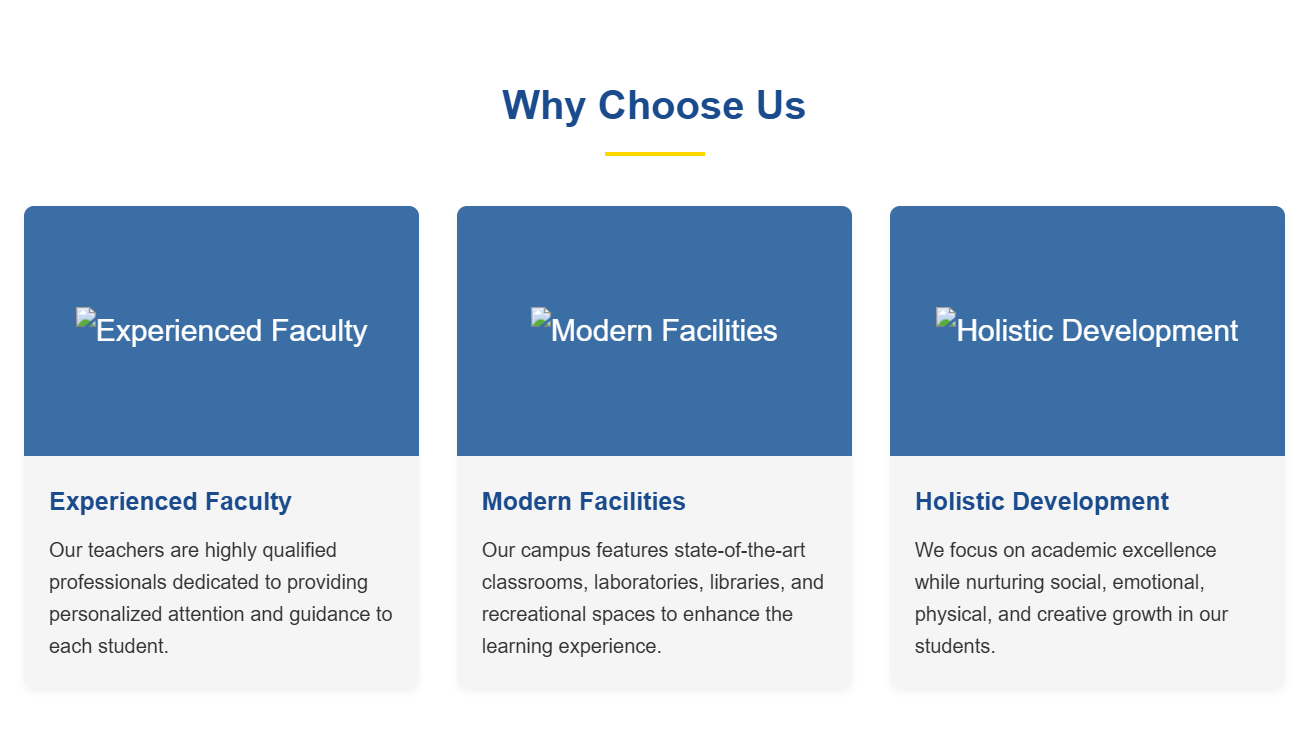 Why Choose Us
Experienced Faculty
Modern Facilities
Holistic Development
Experienced Faculty
Our teachers are highly qualified
professionals dedicated to providing
personalized attention and guidance to
each student.
Modern Facilities
Our campus features state-of-the-art
classrooms, laboratories, libraries, and
recreational spaces to enhance the
learning experience.
Holistic Development
We focus on academic excellence
while nurturing social, emotional,
physical, and creative growth in our
students.